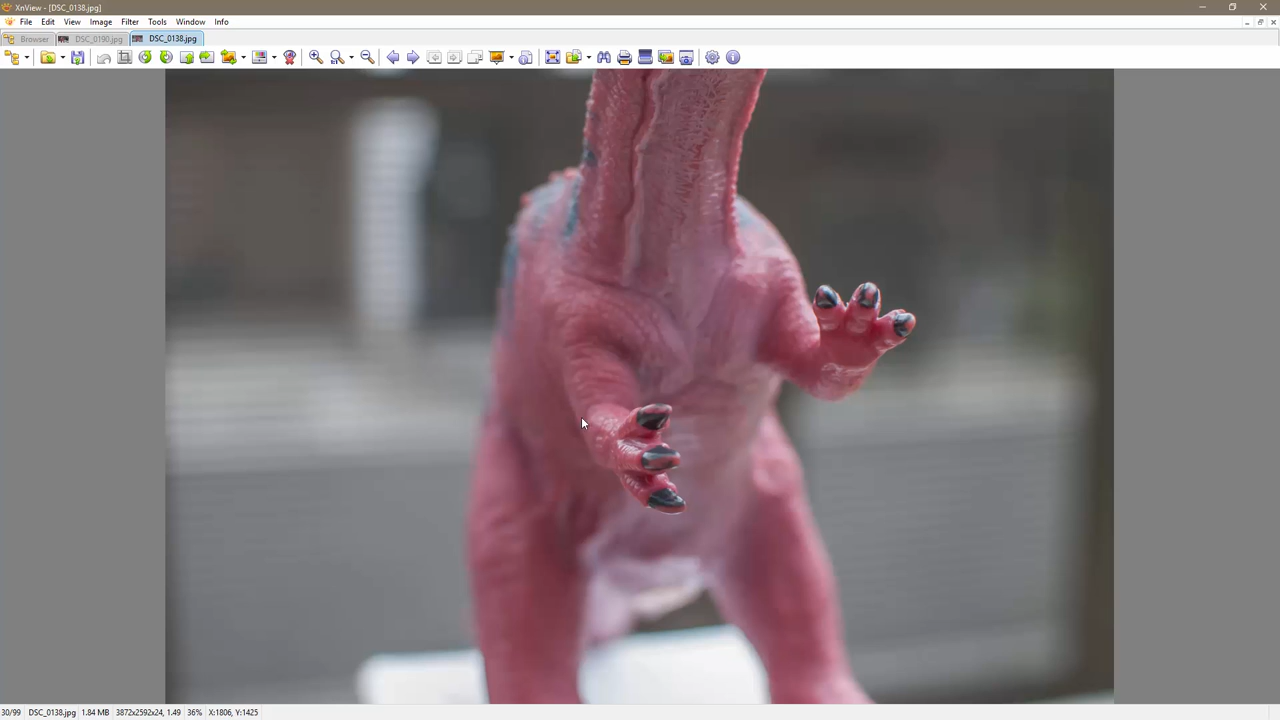 XnView - [DSC_0138.jpg]
File Edit View Image Filter Tools Window Info
Browser DSC_0190.jpg DSC_0138.jpg
30/99 DSC_0138.jpg 1.84 MB 3872x2592x24, 1.49 36% X:1806, Y:1425